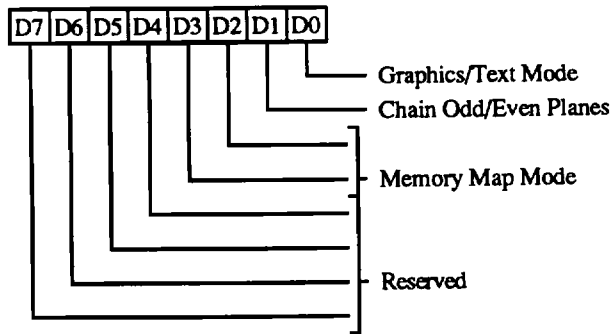 D7 D6 D5 D4 D3 D2 D1 D0
Graphics/Text Mode
Chain Odd/Even Planes
Memory Map Mode
Reserved